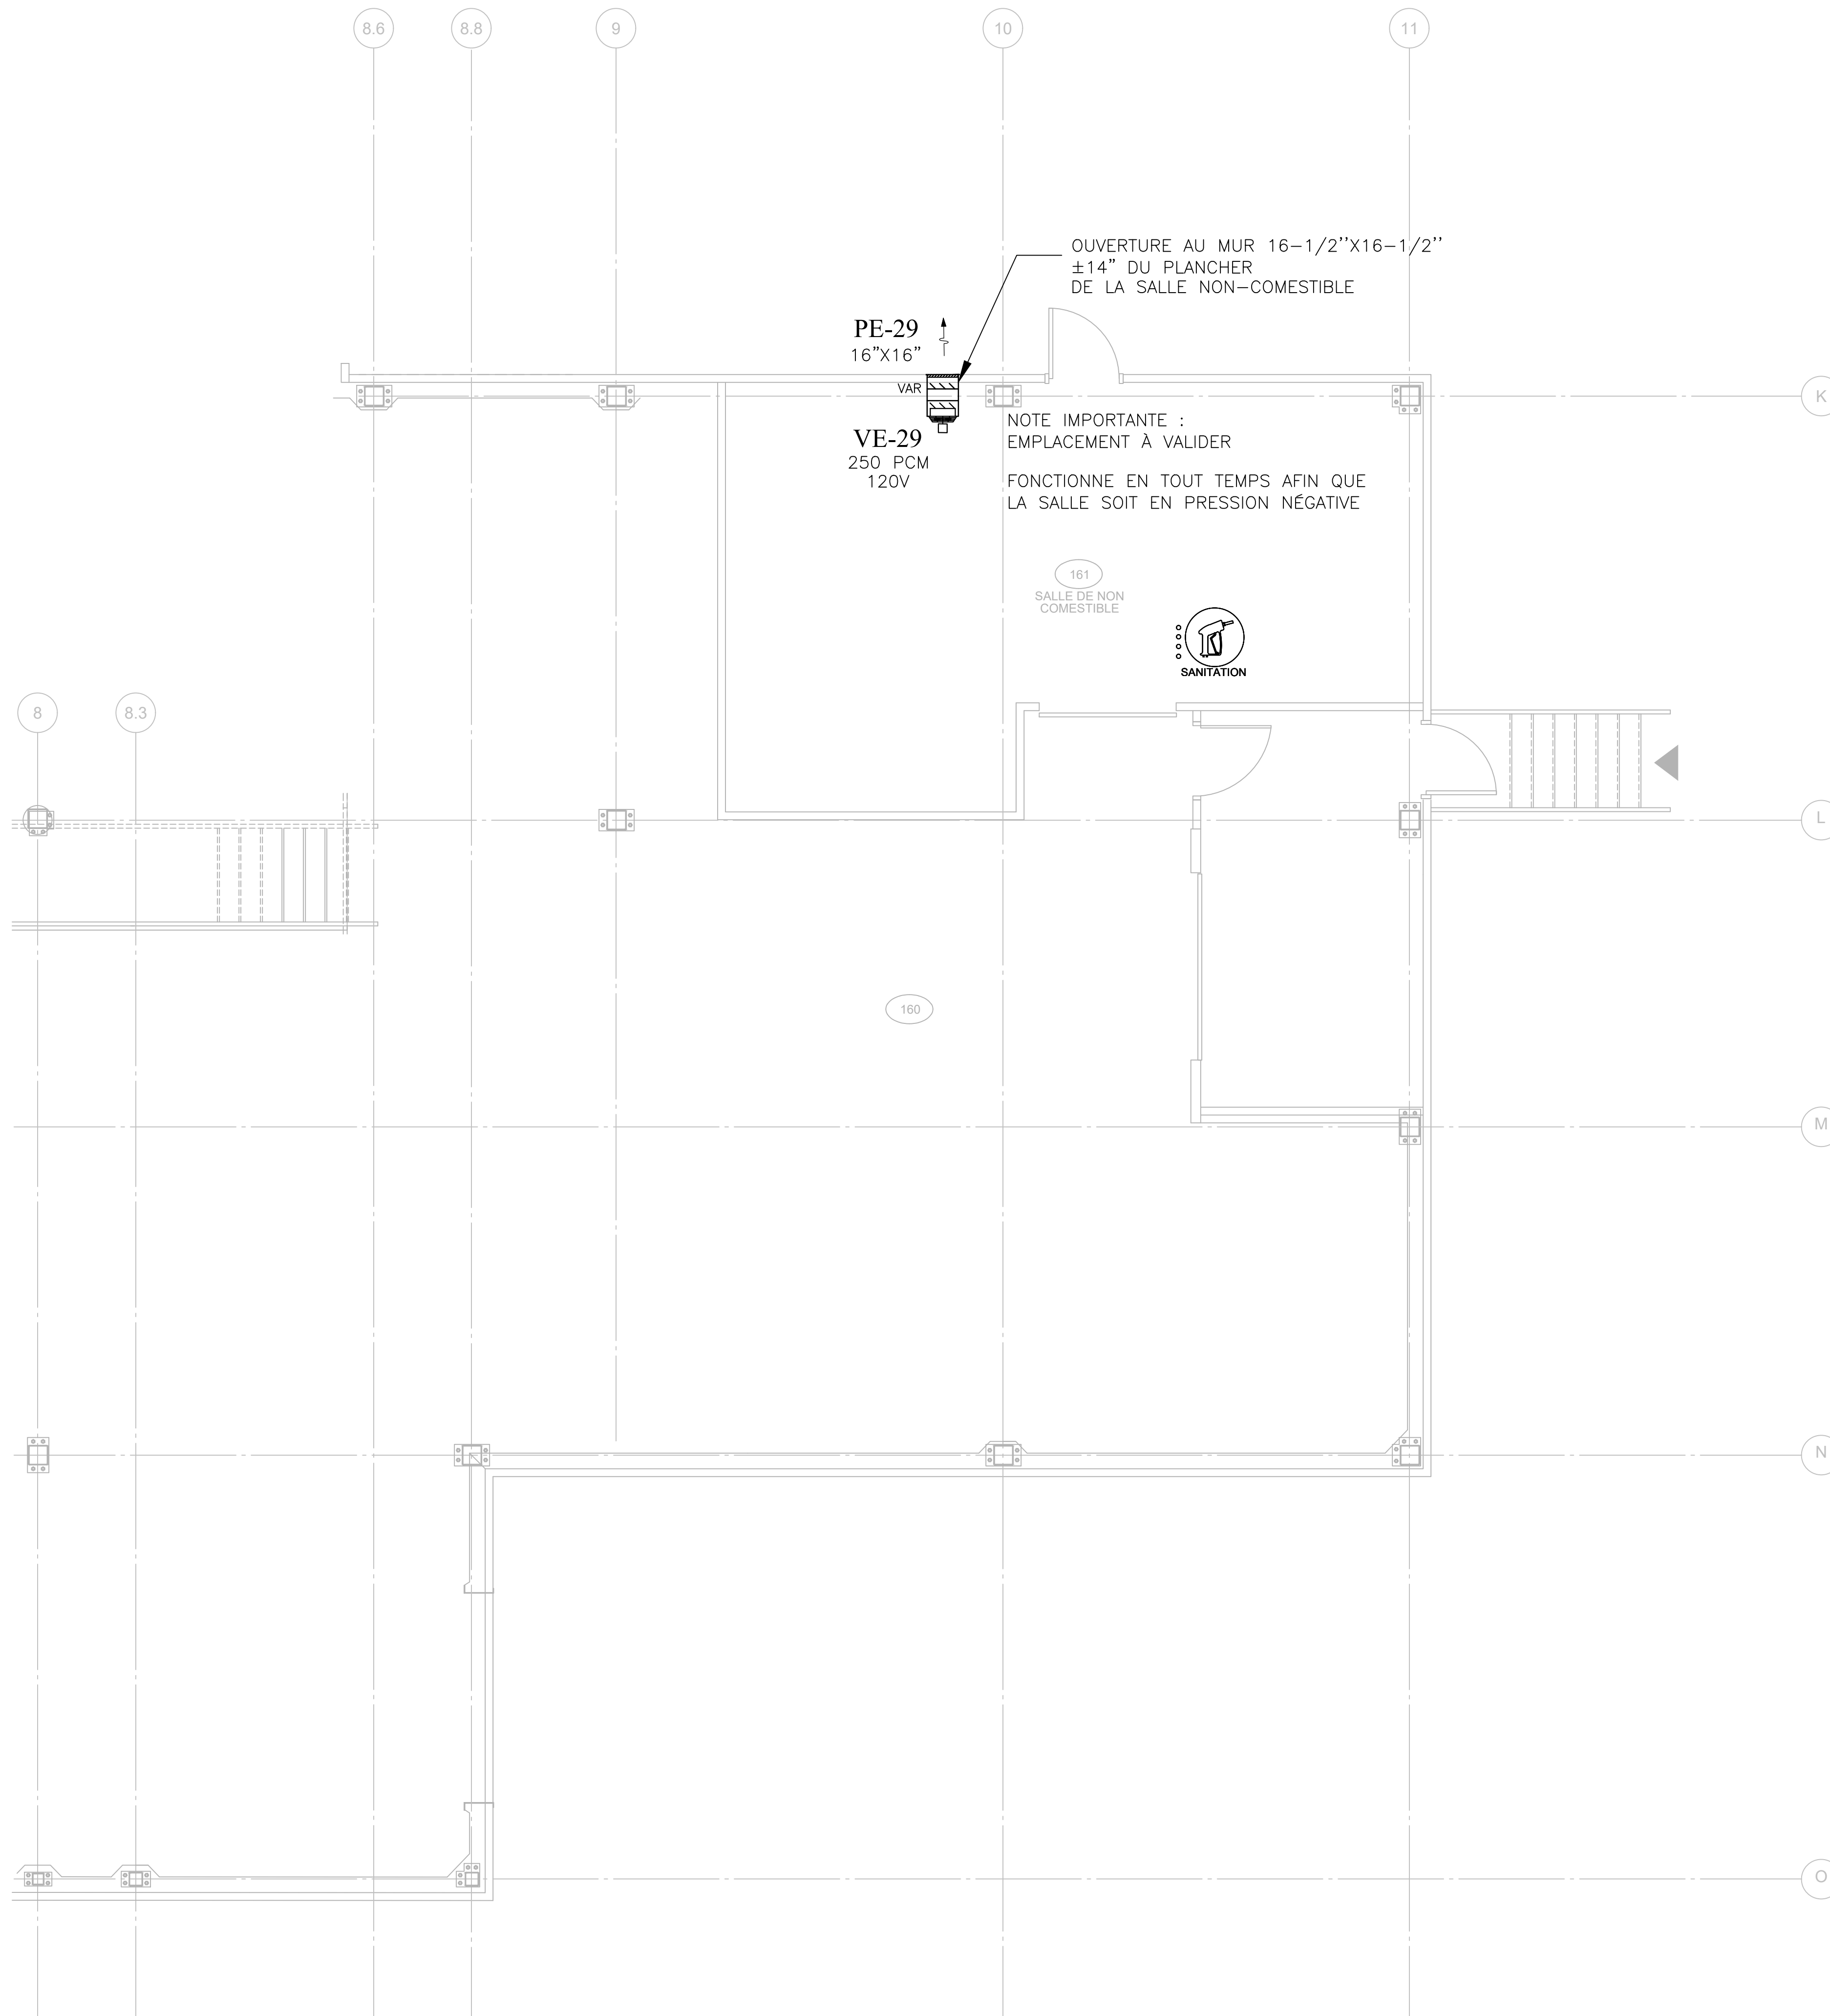 8.6
8.8
9
10
11
OUVERTURE AU MUR 16-1/2''X16-1/2''
±14" DU PLANCHER
DE LA SALLE NON-COMESTIBLE
PE-29
16"X16"
VAR
K
VE-29
250 PCM
120V
NOTE IMPORTANTE :
EMPLACEMENT À VALIDER
FONCTIONNE EN TOUT TEMPS AFIN QUE
LA SALLE SOIT EN PRESSION NÉGATIVE
161
SALLE DE NON
COMESTIBLE
SANITATION
8
8.3
L
160
M
N
O